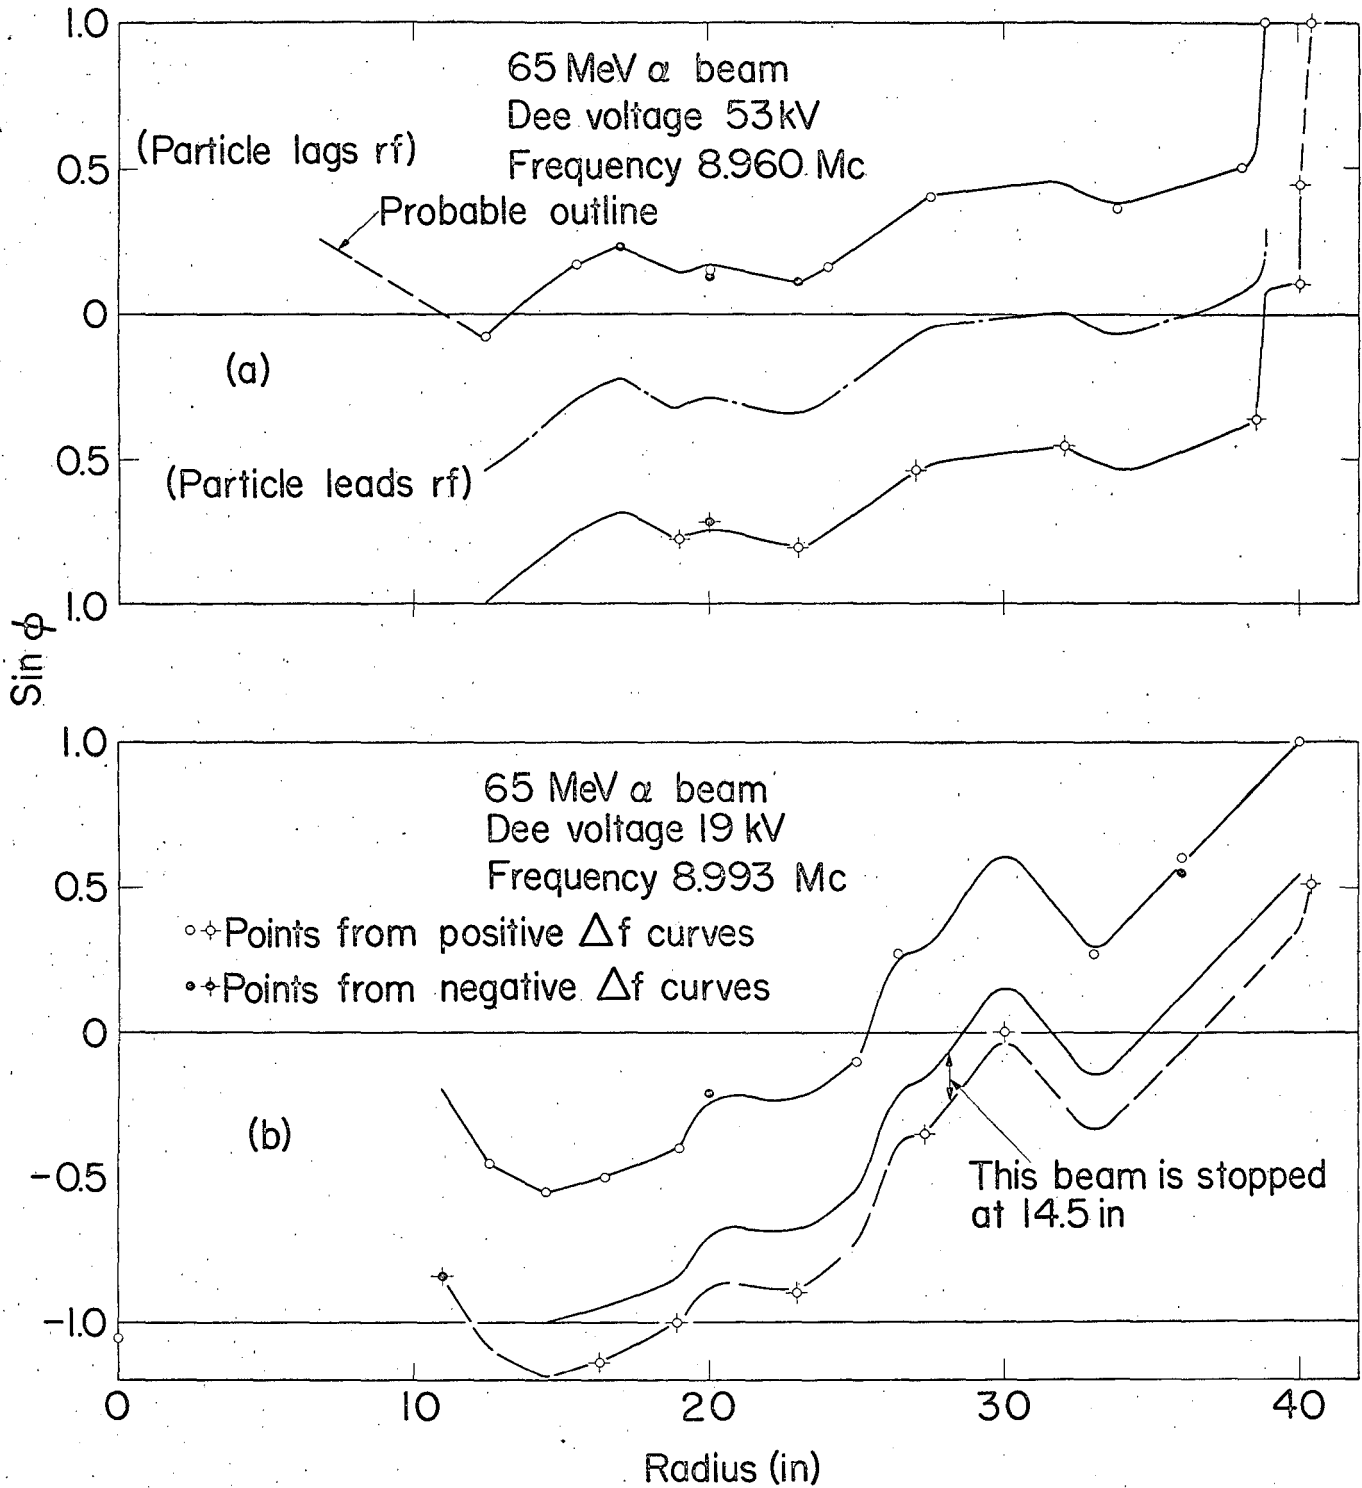 1.0
65 MeV α beam
Dee voltage 53 kV
(Particle lags rf)
Frequency 8.960 Mc
0.5
Probable outline
0
(a)
0.5
(Particle leads rf)
1.0
Sin ϕ
1.0
65 MeV α beam
Dee voltage 19 kV
Frequency 8.993 Mc
0.5
Points from positive Δf curves
Points from negative Δf curves
0
(b)
-0.5
This beam is stopped
at 14.5 in
-1.0
0 10 20 30 40
Radius (in)